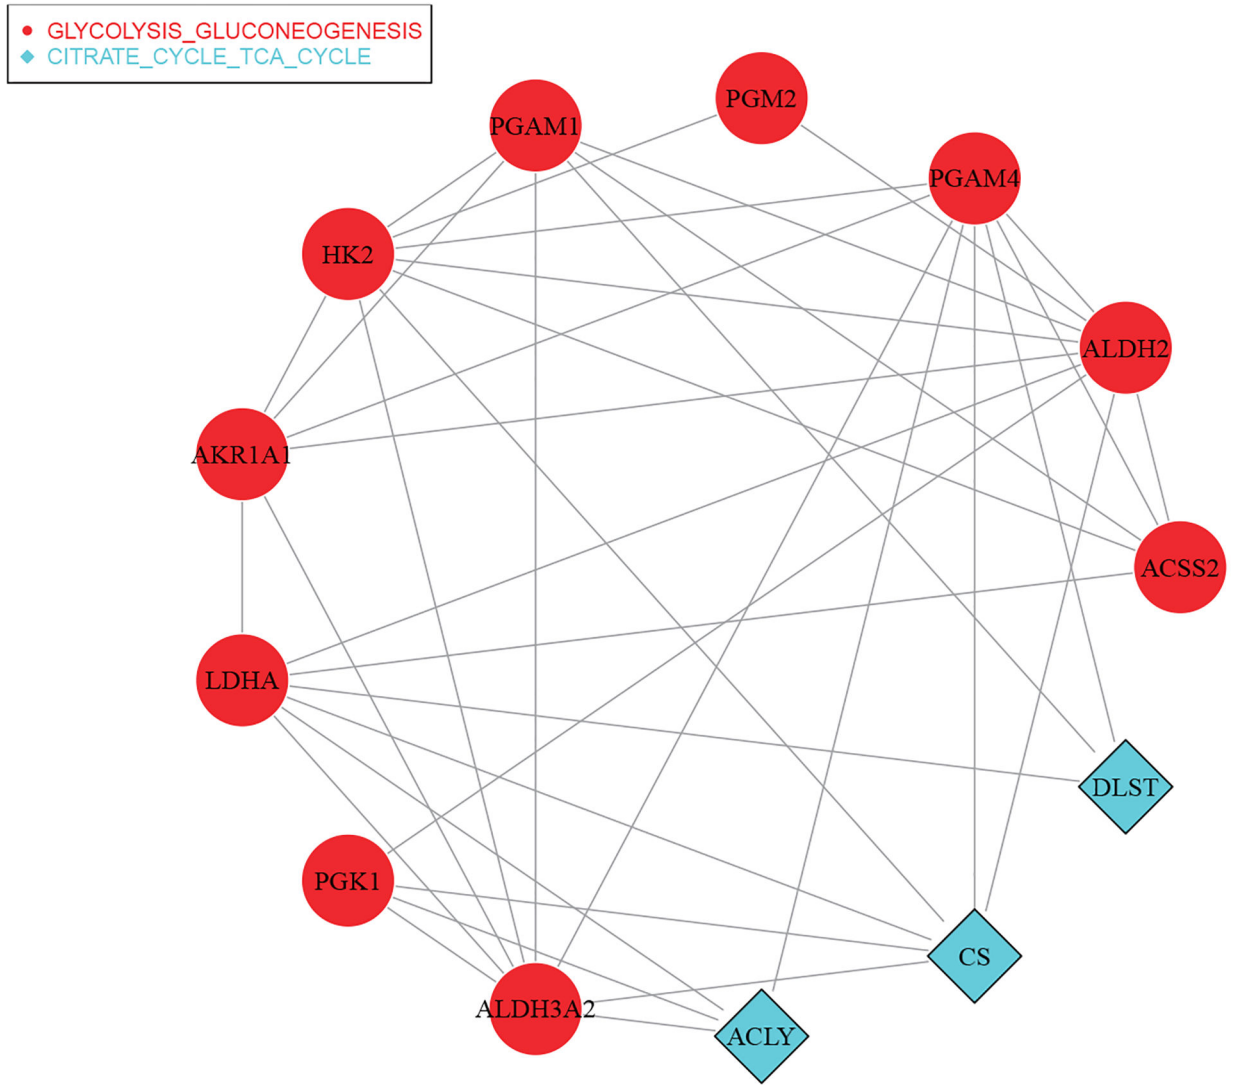 GLYCOLYSIS_GLUCONEOGENESIS
CITRATE_CYCLE_TCA_CYCLE
PGM2
PGAM1
PGAM4
HK2
ALDH2
AKR1A1
ACSS2
LDHA
DLST
PGK1
CS
ALDH3A2
ACLY